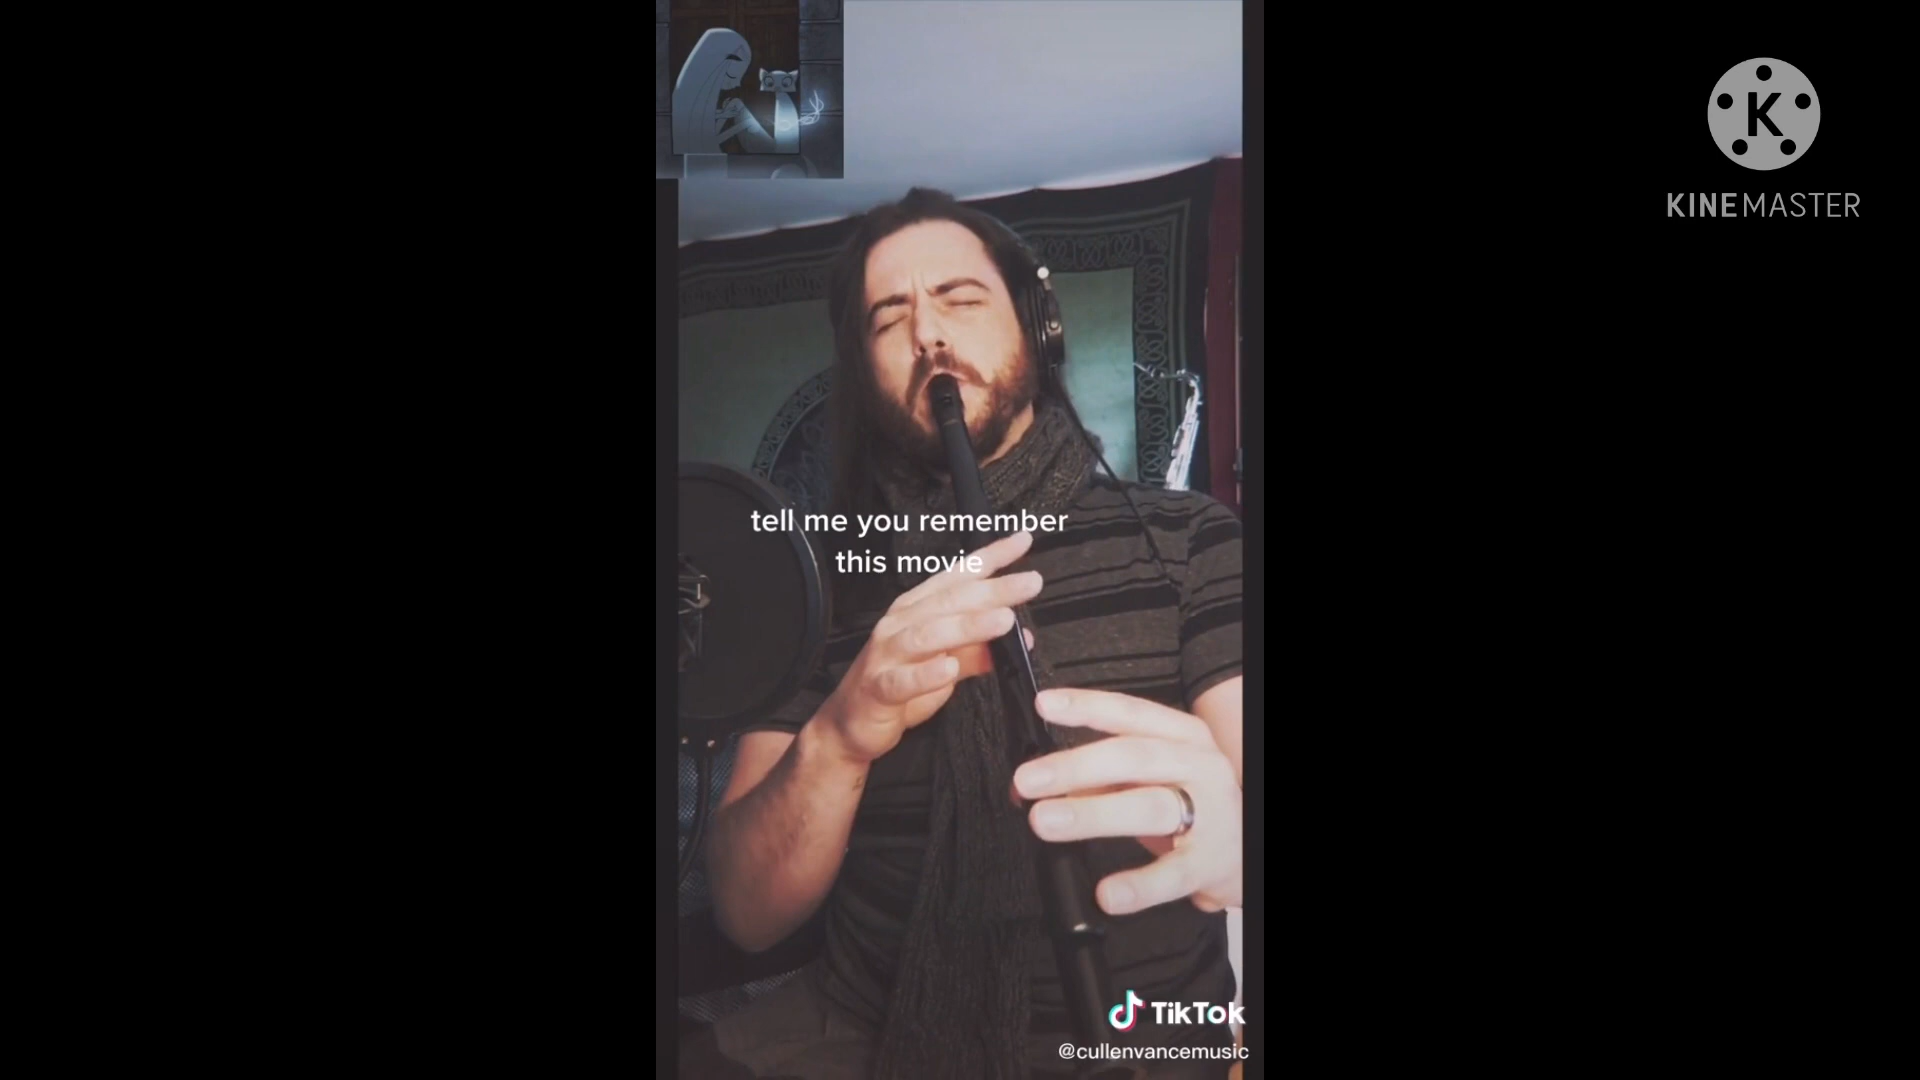 K
KINEMASTER
tell me you remember
this movie
TikTok
@cullenvancemusic